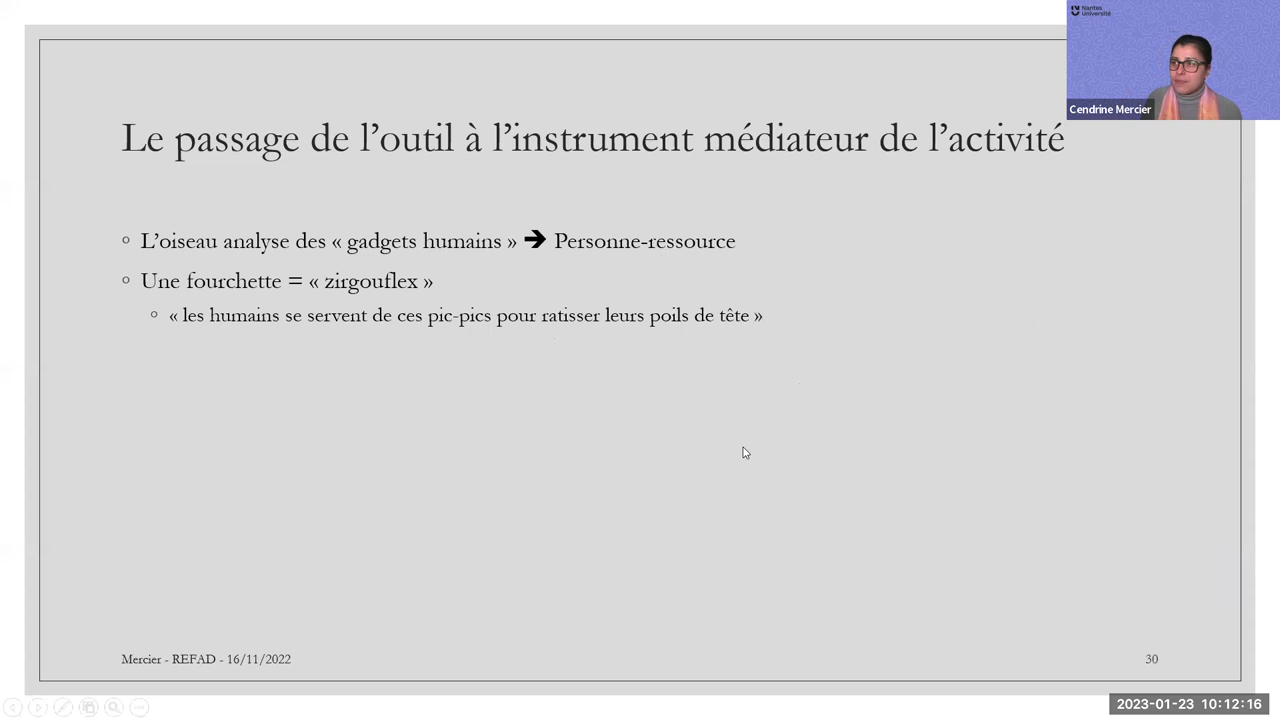 Nantes
Université
Cendrine Mercier
Le passage de l’outil à l’instrument médiateur de l’activité
L’oiseau analyse des « gadgets humains » 🡺 Personne-ressource
Une fourchette = « zirgouflex »
« les humains se servent de ces pic-pics pour ratisser leurs poils de tête »
Mercier - REFAD - 16/11/2022
30
2023-01-23 10:12:16